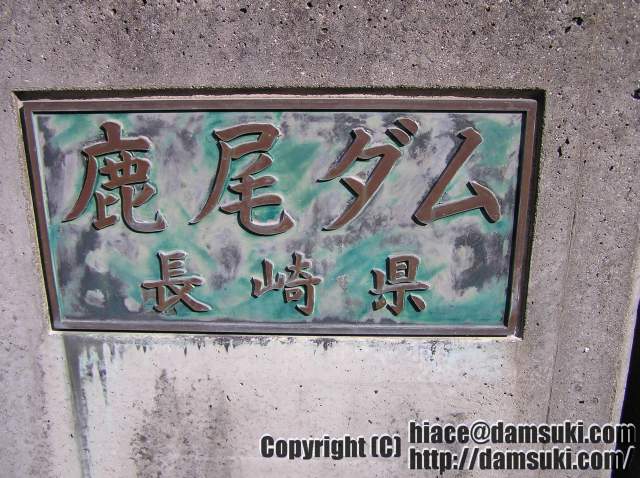 鹿尾ダム
長崎県
Copyright (C) hiace@damsuki.com
http://damsuki.com/